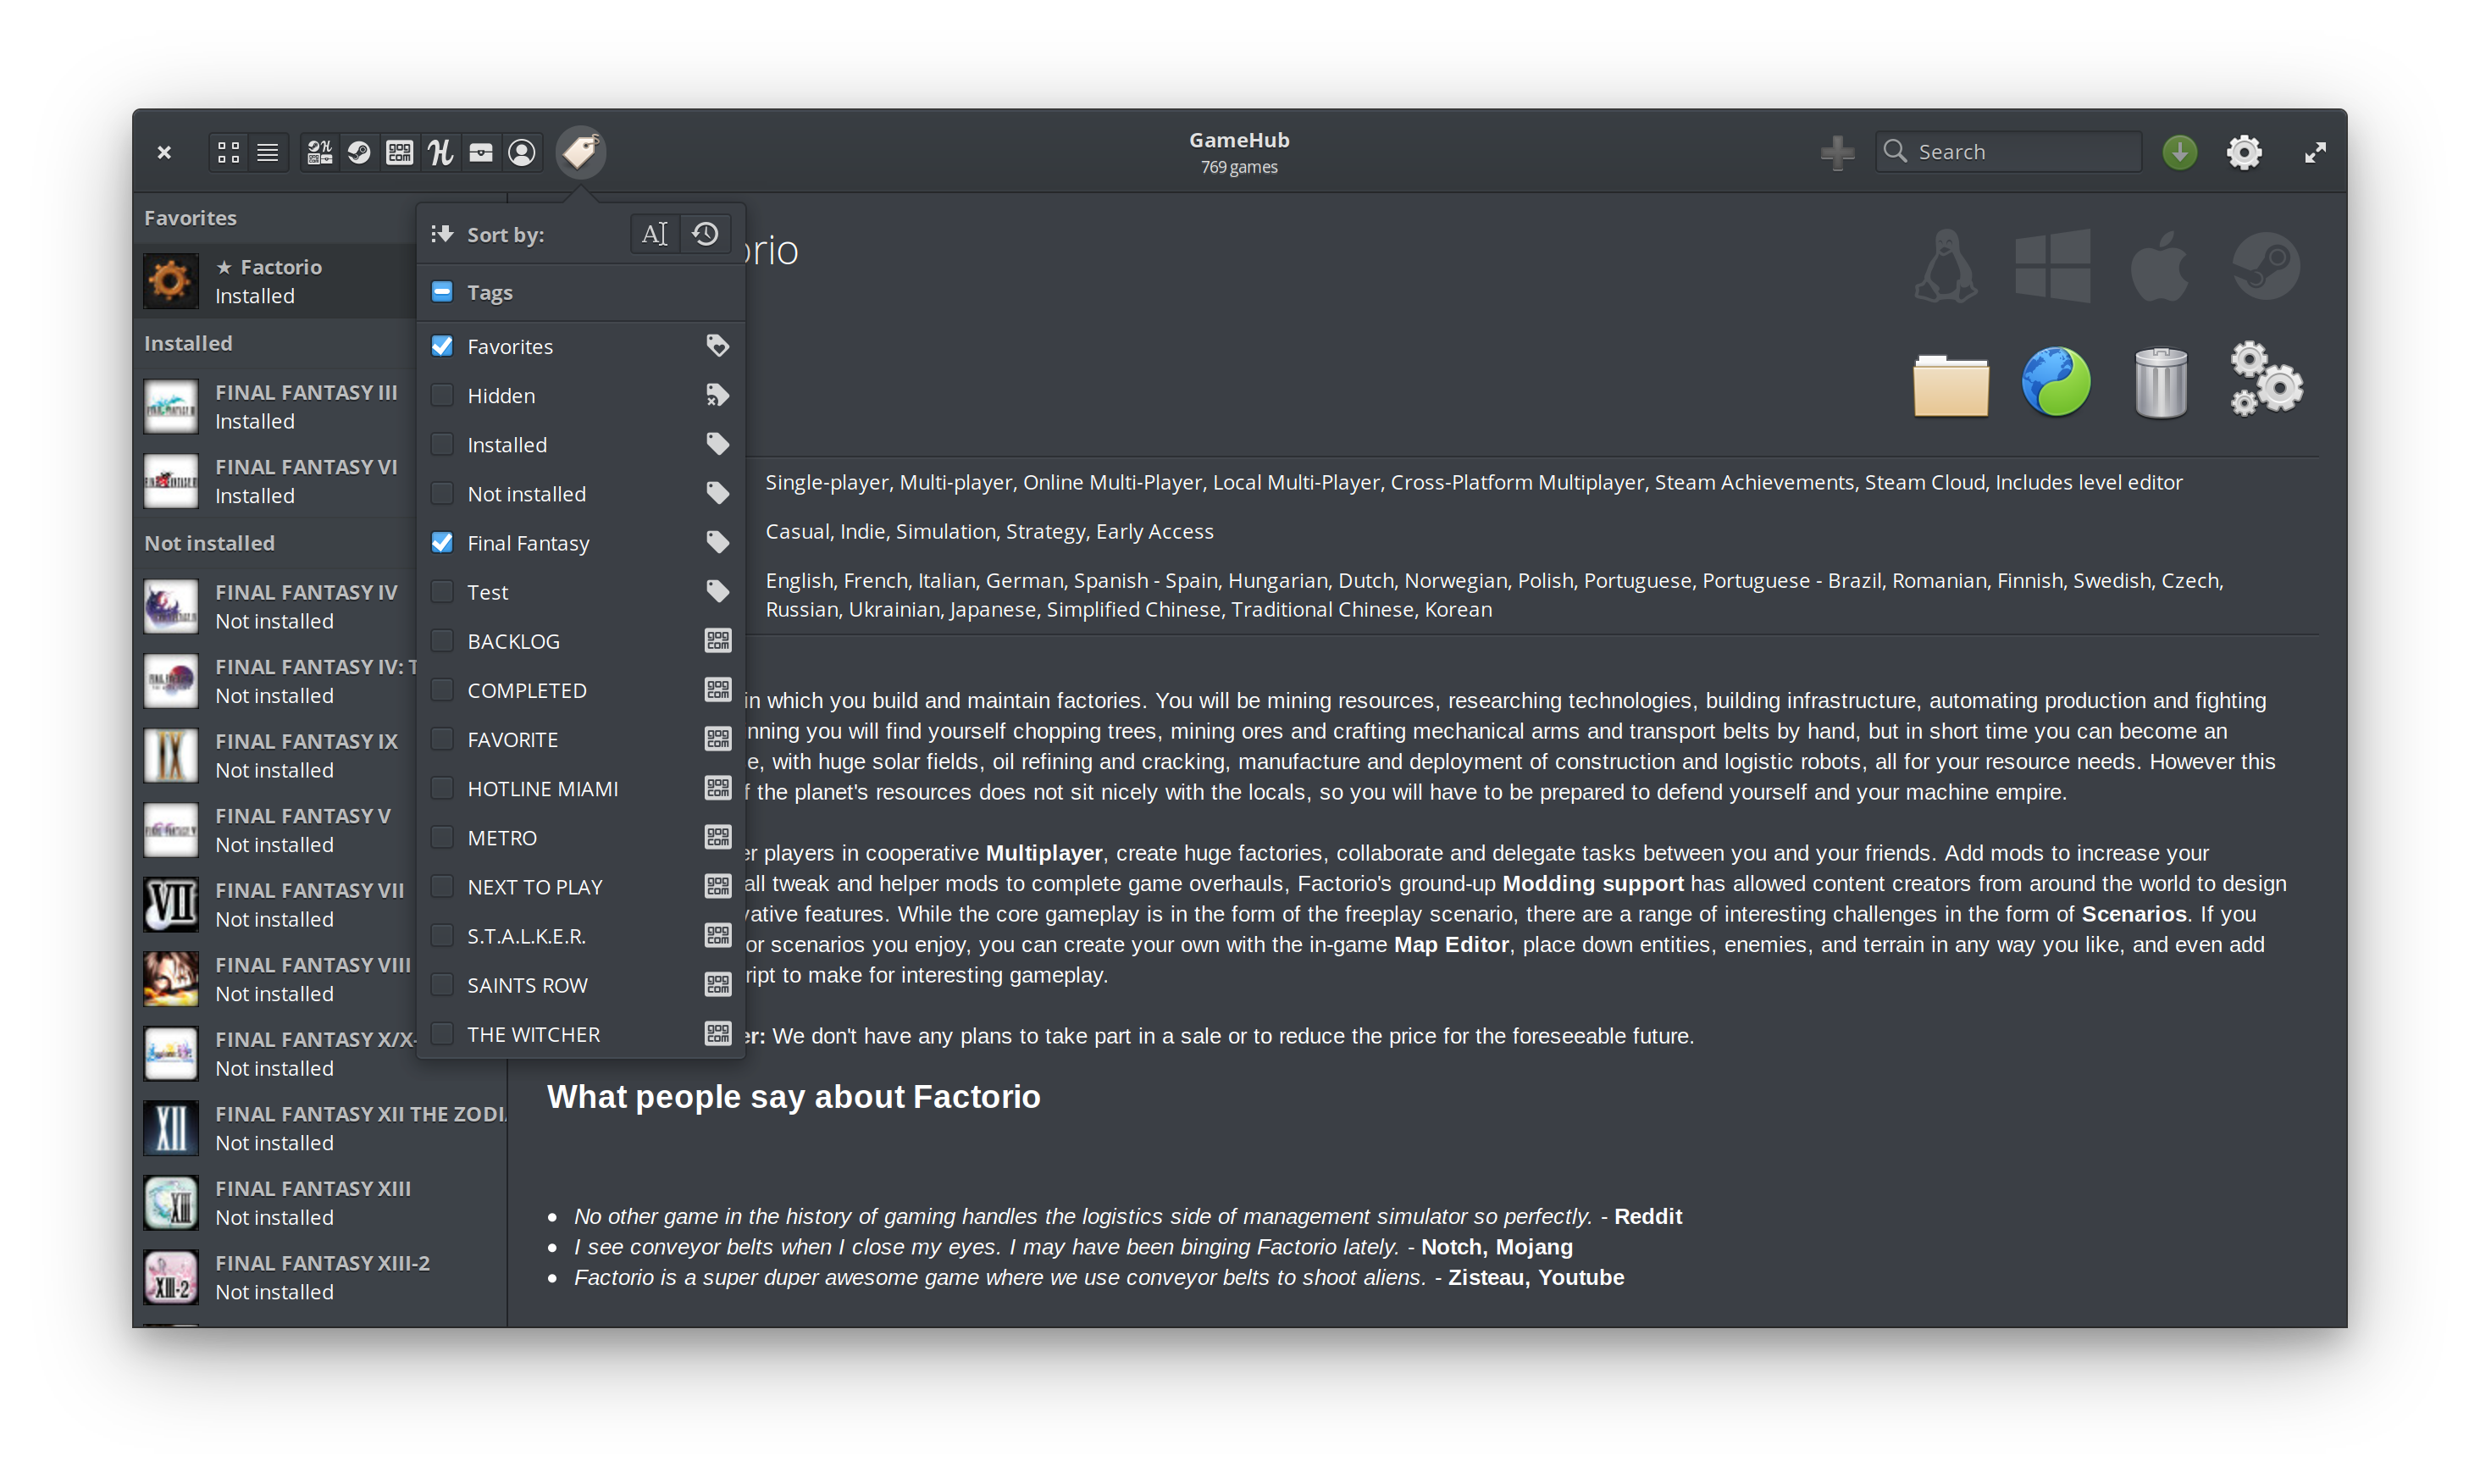 GameHub
769 games
Search
Favorites
★ Factorio
Installed
Installed
FINAL FANTASY III
Installed
FINAL FANTASY VI
Installed
Not installed
FINAL FANTASY IV
Not installed
FINAL FANTASY IV: T
Not installed
FINAL FANTASY IX
Not installed
FINAL FANTASY V
Not installed
FINAL FANTASY VII
Not installed
FINAL FANTASY VIII
Not installed
FINAL FANTASY X/X-
Not installed
FINAL FANTASY XII THE ZODI
Not installed
FINAL FANTASY XIII
Not installed
FINAL FANTASY XIII-2
Not installed
Sort by:
Tags
Favorites
Hidden
Installed
Not installed
Final Fantasy
Test
BACKLOG
COMPLETED
FAVORITE
HOTLINE MIAMI
METRO
NEXT TO PLAY
S.T.A.L.K.E.R.
SAINTS ROW
THE WITCHER
orio
Single-player, Multi-player, Online Multi-Player, Local Multi-Player, Cross-Platform Multiplayer, Steam Achievements, Steam Cloud, Includes level editor
Casual, Indie, Simulation, Strategy, Early Access
English, French, Italian, German, Spanish - Spain, Hungarian, Dutch, Norwegian, Polish, Portuguese, Portuguese - Brazil, Romanian, Finnish, Swedish, Czech,
Russian, Ukrainian, Japanese, Simplified Chinese, Traditional Chinese, Korean
in which you build and maintain factories. You will be mining resources, researching technologies, building infrastructure, automating production and fighting
nning you will find yourself chopping trees, mining ores and crafting mechanical arms and transport belts by hand, but in short time you can become an
e, with huge solar fields, oil refining and cracking, manufacture and deployment of construction and logistic robots, all for your resource needs. However this
f the planet's resources does not sit nicely with the locals, so you will have to be prepared to defend yourself and your machine empire.
er players in cooperative Multiplayer, create huge factories, collaborate and delegate tasks between you and your friends. Add mods to increase your
all tweak and helper mods to complete game overhauls, Factorio's ground-up Modding support has allowed content creators from around the world to design
vative features. While the core gameplay is in the form of the freeplay scenario, there are a range of interesting challenges in the form of Scenarios. If you
or scenarios you enjoy, you can create your own with the in-game Map Editor, place down entities, enemies, and terrain in any way you like, and even add
ript to make for interesting gameplay.
er: We don't have any plans to take part in a sale or to reduce the price for the foreseeable future.
What people say about Factorio
• No other game in the history of gaming handles the logistics side of management simulator so perfectly. - Reddit
• I see conveyor belts when I close my eyes. I may have been binging Factorio lately. - Notch, Mojang
• Factorio is a super duper awesome game where we use conveyor belts to shoot aliens. - Zisteau, Youtube